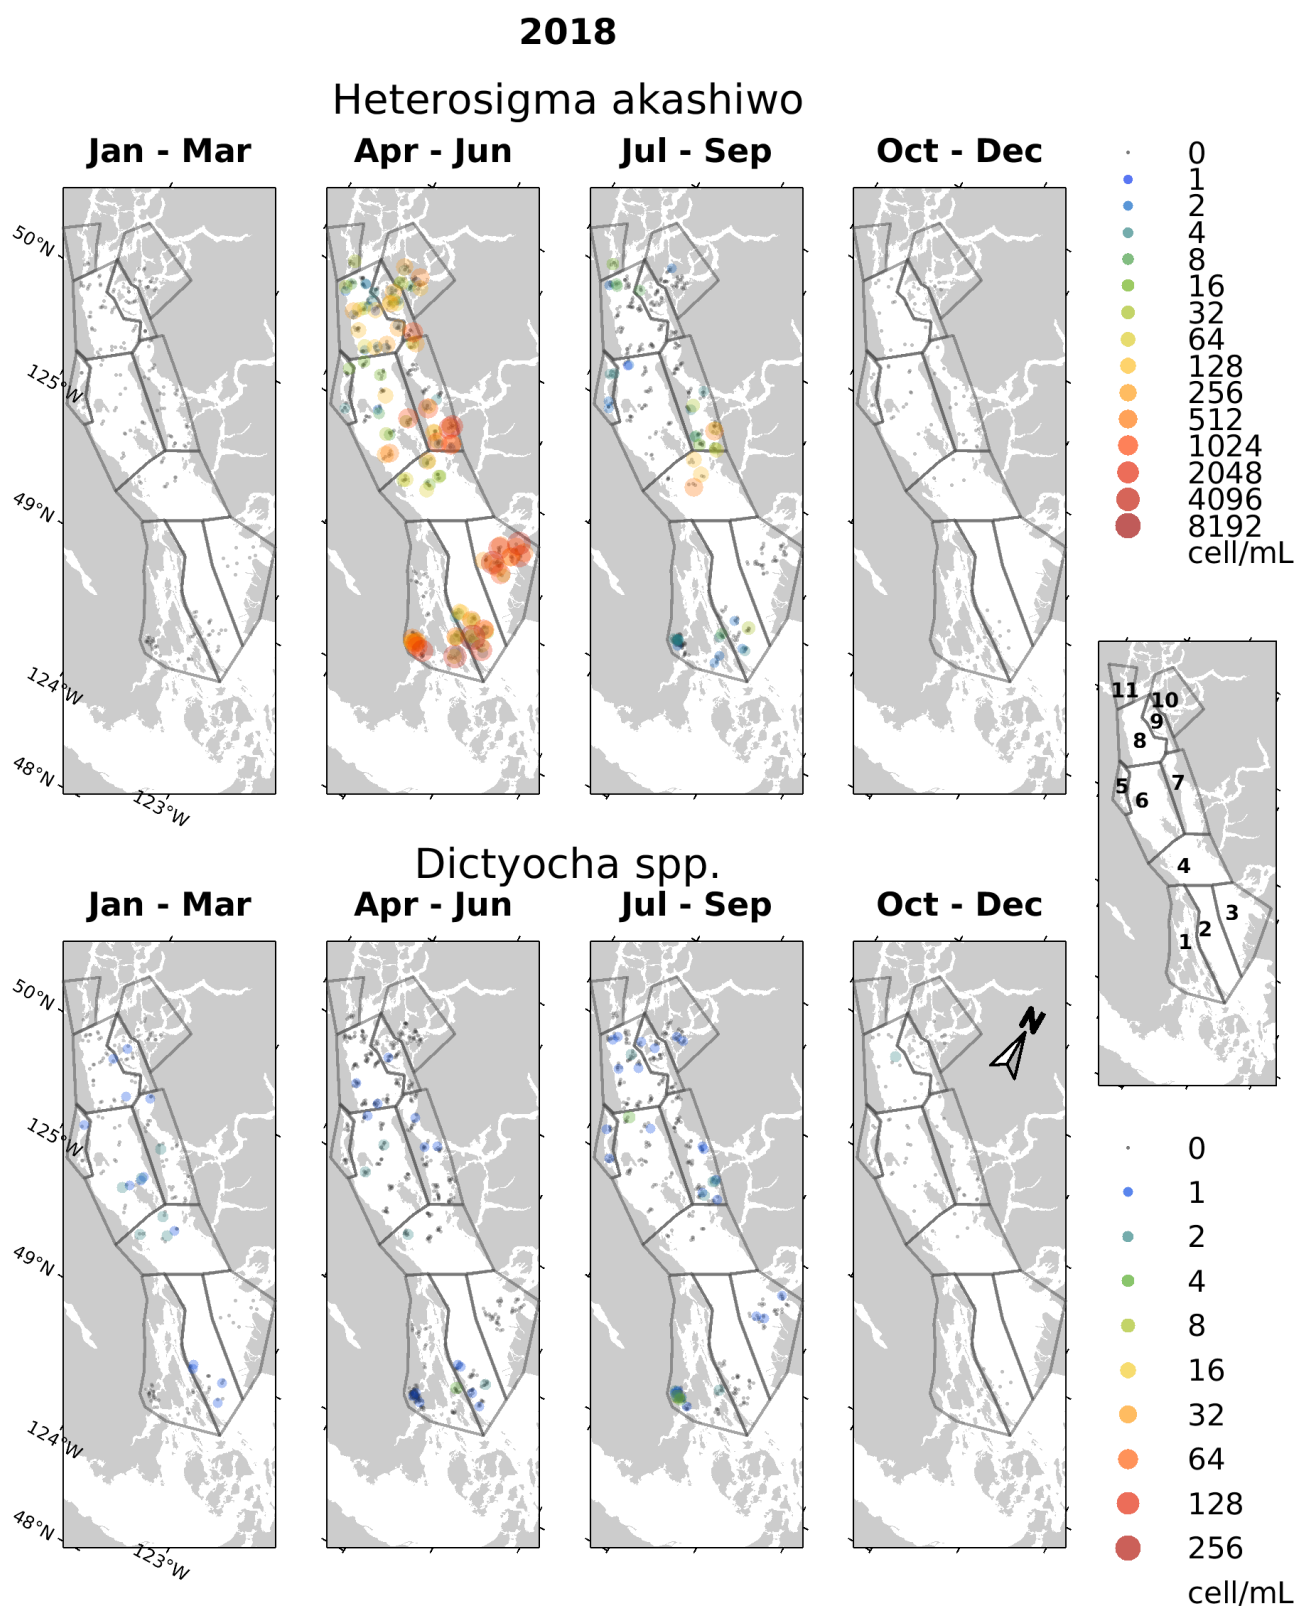 2018
Heterosigma akashiwo
Jan - Mar
Apr - Jun
Jul - Sep
Oct - Dec
50°N
125°W
49°N
124°W
48°N
123°W
0
1
2
4
8
16
32
64
128
256
512
1024
2048
4096
8192
cell/mL
11
10
9
8
5
6
7
4
3
2
1
Dictyocha spp.
Jan - Mar
Apr - Jun
Jul - Sep
Oct - Dec
50°N
125°W
49°N
124°W
48°N
123°W
N
0
1
2
4
8
16
32
64
128
256
cell/mL